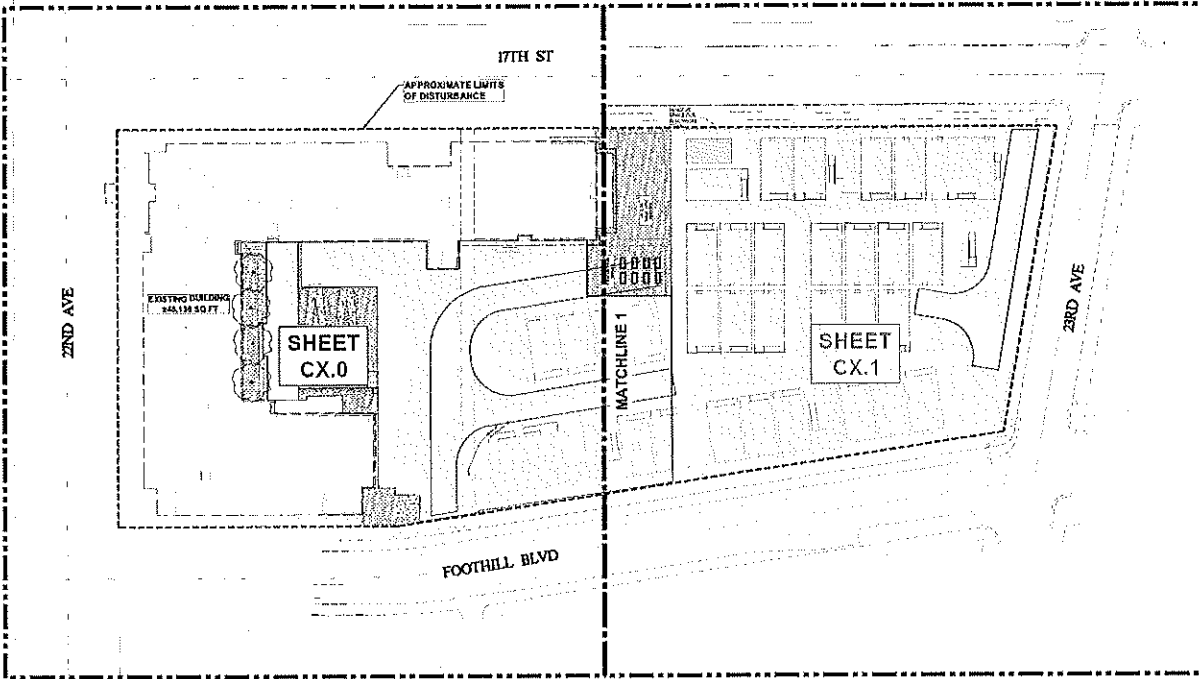 17TH ST
APPROXIMATE LIMITS
OF DISTURBANCE
22ND AVE
EXISTING BUILDING
SHEET
CX.0
MATCHLINE 1
SHEET
CX.1
23RD AVE
FOOTHILL BLVD